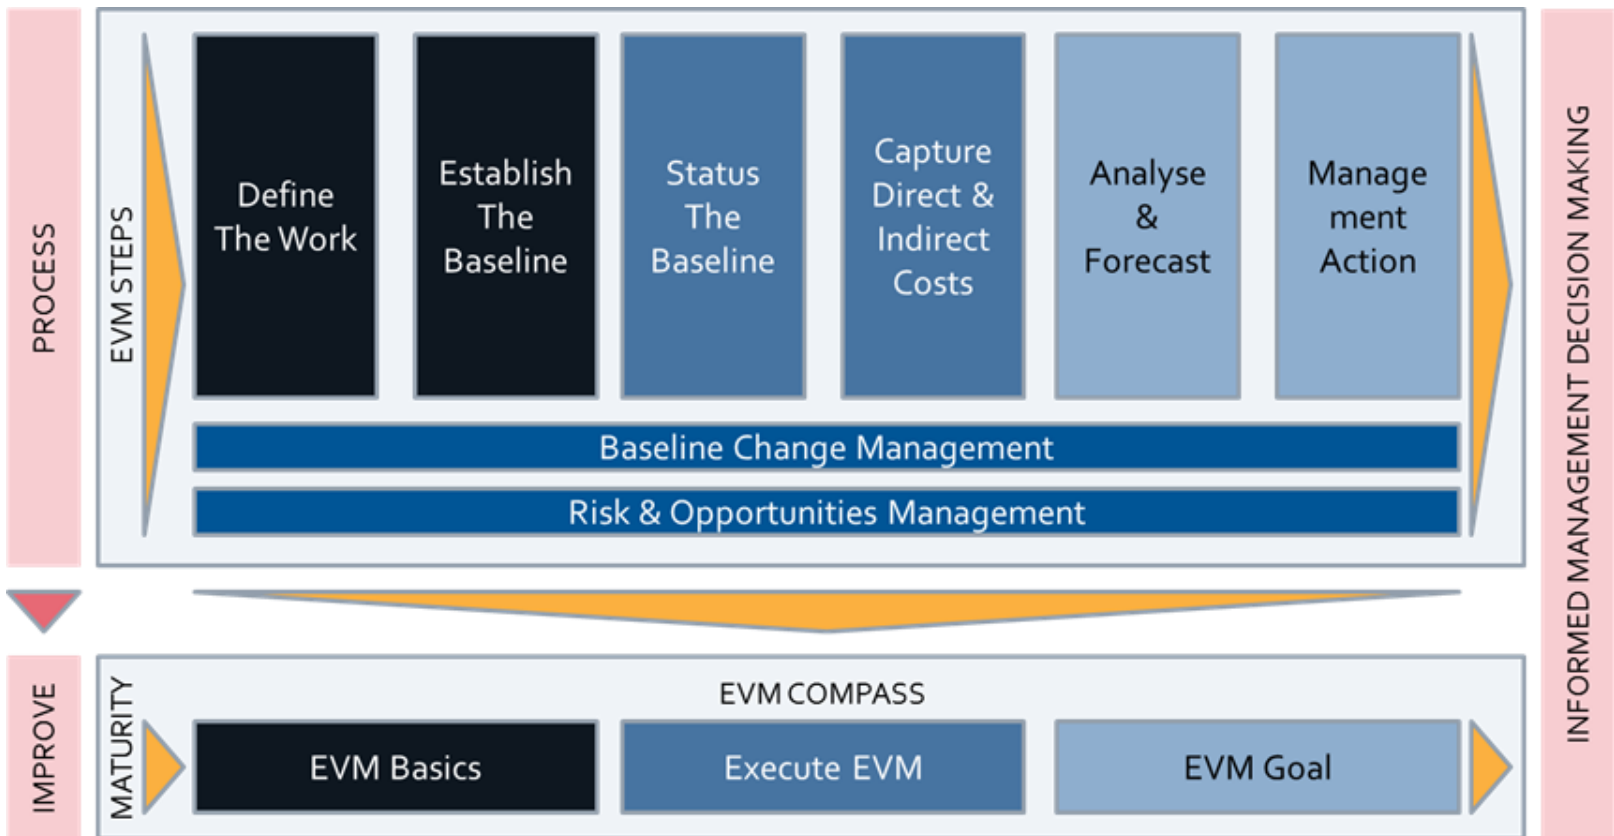 PROCESS
EVM STEPS
Define
The Work
Establish
The
Baseline
Status
The
Baseline
Capture
Direct &
Indirect
Costs
Analyse
&
Forecast
Manage
ment
Action
Baseline Change Management
Risk & Opportunities Management
INFORMED MANAGEMENT DECISION MAKING
IMPROVE
MATURITY
EVM COMPASS
EVM Basics
Execute EVM
EVM Goal